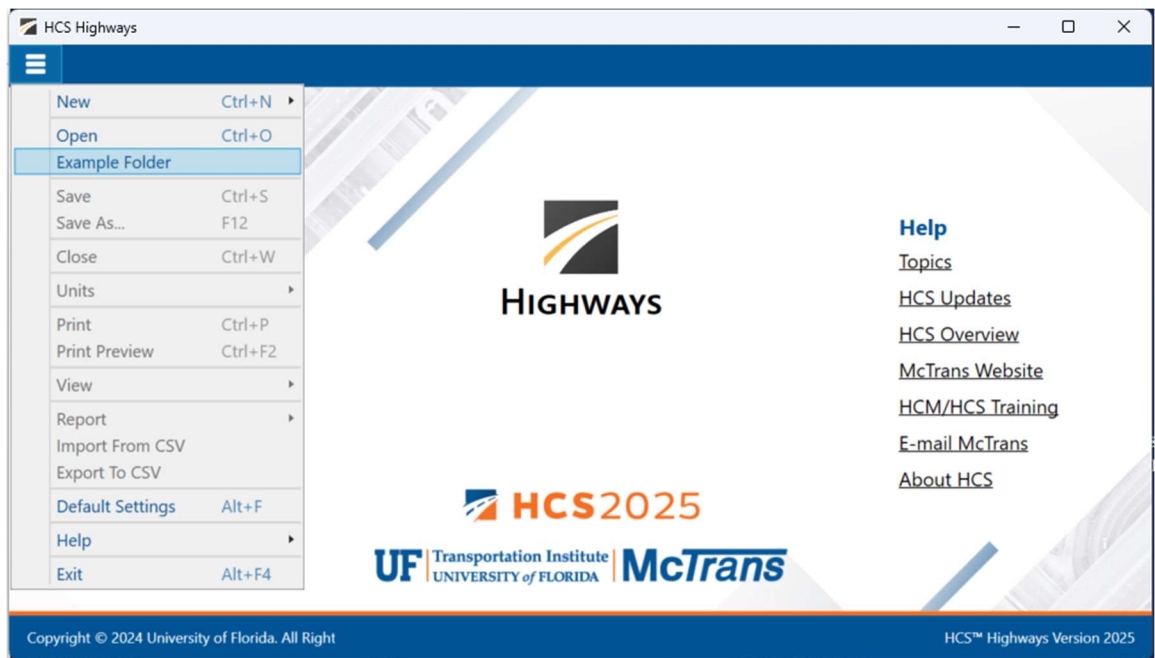 HCS Highways
New Ctrl+N
Open Ctrl+O
Example Folder
Save Ctrl+S
Save As... F12
Close Ctrl+W
Units
Print Ctrl+P
Print Preview Ctrl+F2
View
Report
Import From CSV
Export To CSV
Default Settings Alt+F
Help
Exit Alt+F4
HIGHWAYS
HCS2025
UF Transportation Institute McTrans
UNIVERSITY of FLORIDA
Help
Topics
HCS Updates
HCS Overview
McTrans Website
HCM/HCS Training
E-mail McTrans
About HCS
Copyright © 2024 University of Florida. All Right
HCS™ Highways Version 2025